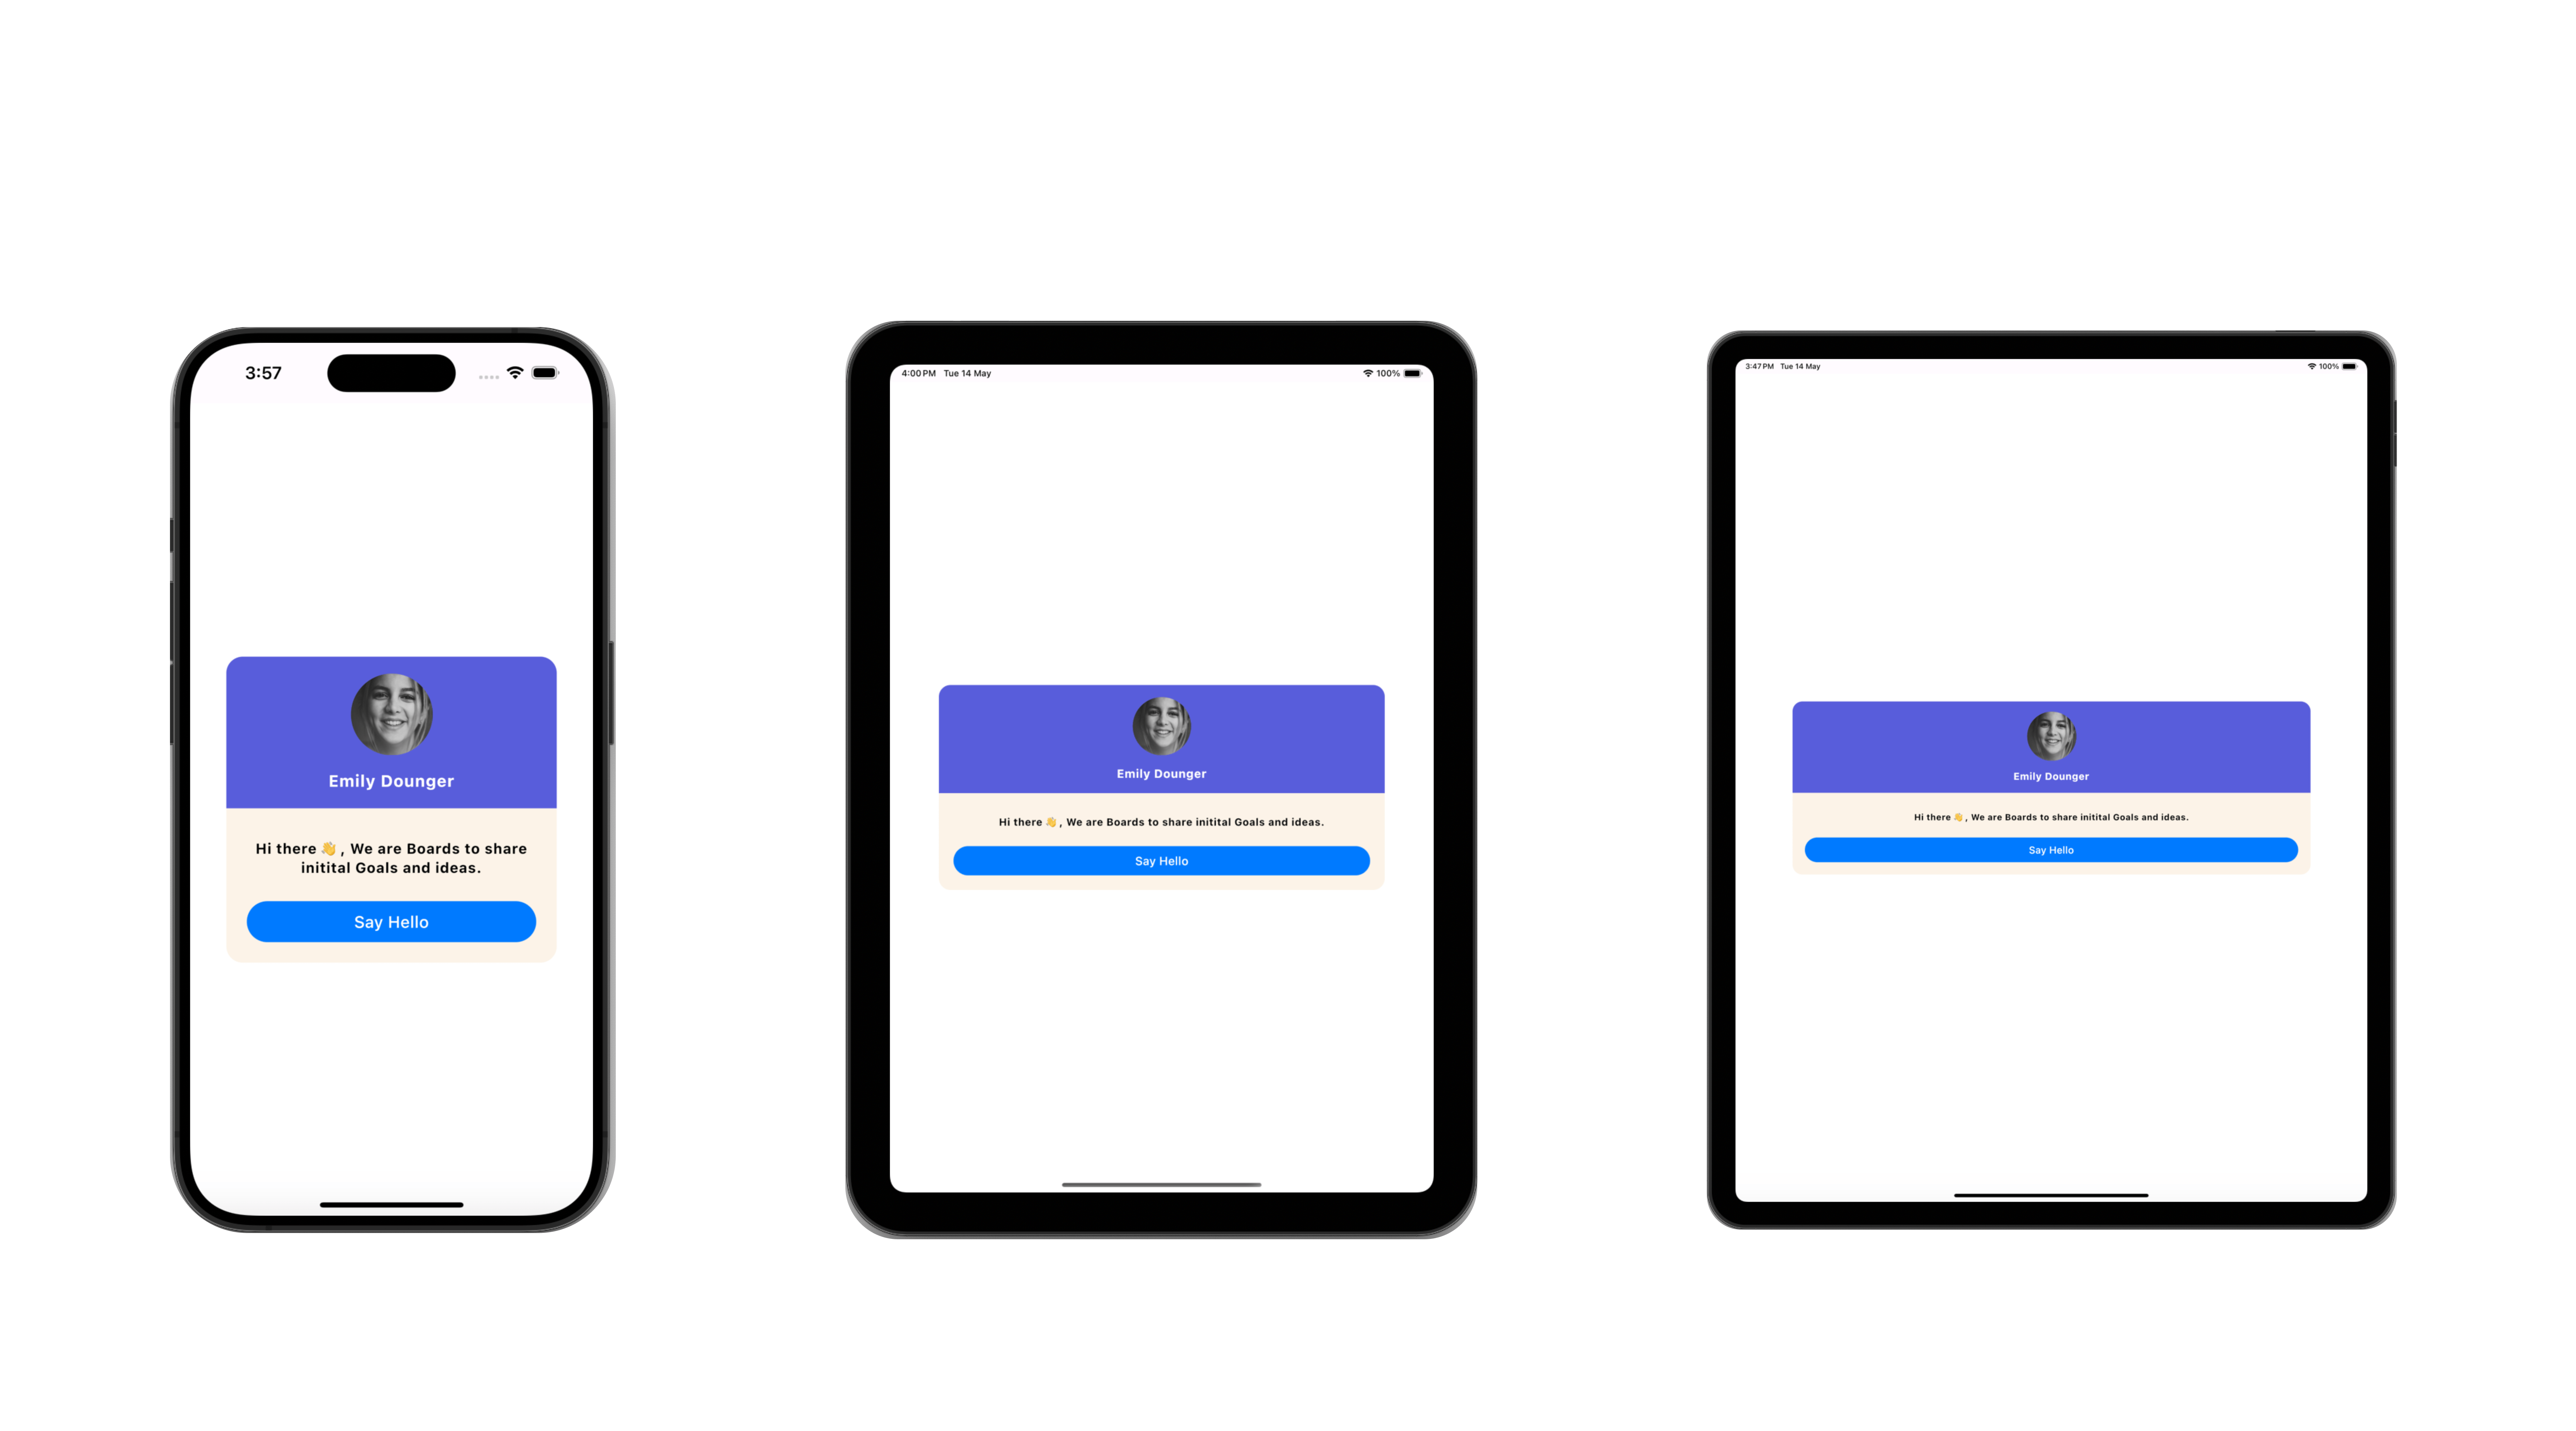 3:57
Emily Dounger
Hi there 👋 , We are Boards to share
initital Goals and ideas.
Say Hello
4:00 PM Tue 14 May
100%
Emily Dounger
Hi there 👋 , We are Boards to share initital Goals and ideas.
Say Hello
3:47 PM Tue 14 May
100%
Emily Dounger
Hi there 👋 , We are Boards to share initital Goals and ideas.
Say Hello